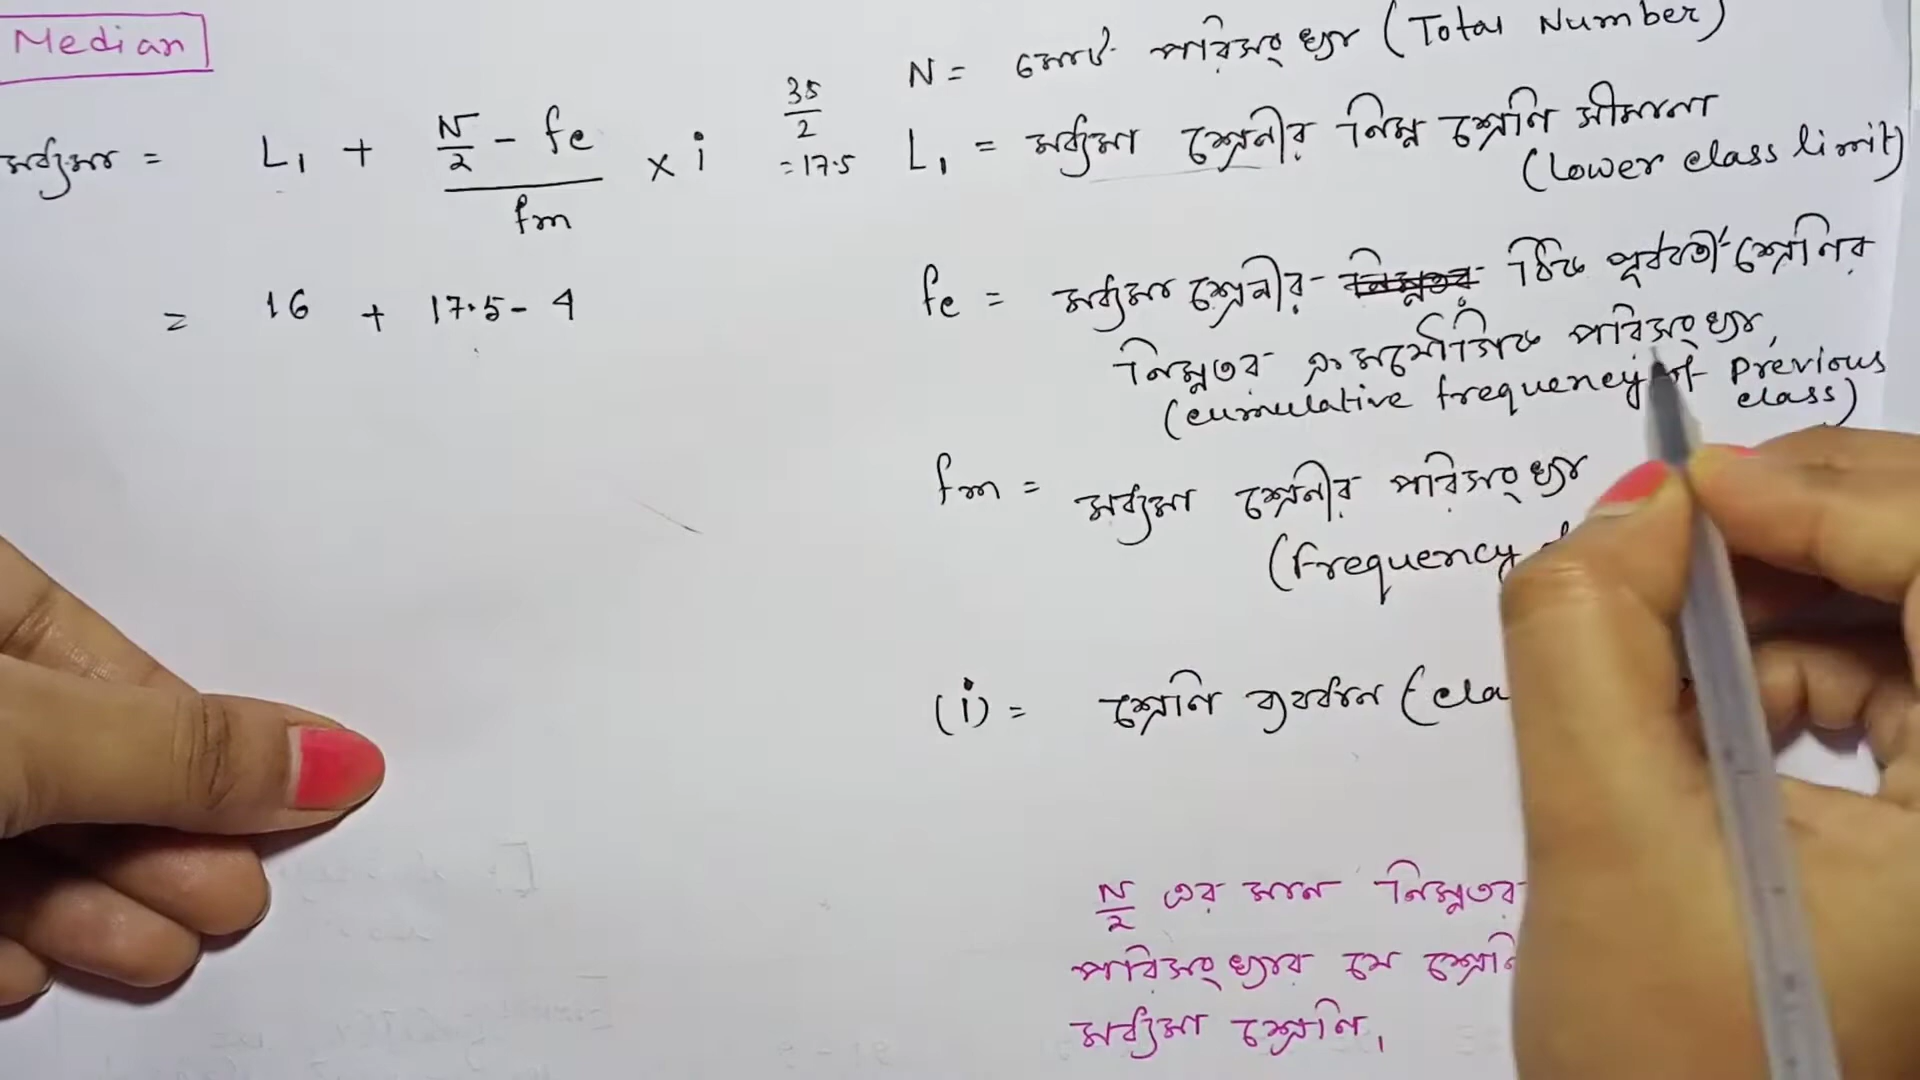 Median
মধ্যমা = L₁ + (N/2 - fc)/fm × i
35/2
= 17.5
= 16 + 17.5 - 4
N = মোট পরিসংখ্যা (Total Number)
L₁ = মধ্যমা শ্রেনীর নিম্ন শ্রেণি সীমানা
(Lower class limit)
fc = মধ্যমা শ্রেনীর ঠিক পূর্ববর্তী শ্রেণির
নিম্নতর ক্রমযৌগিক পরিসংখ্যা
(cumulative frequency of Previous
class)
fm = মধ্যমা শ্রেনীর পরিসংখ্যা
(frequency
(i) = শ্রেণি ব্যবধান (cla
N/2 এর মান নিম্নতর
পরিসংখ্যার যে শ্রেণি
মধ্যমা শ্রেণি।